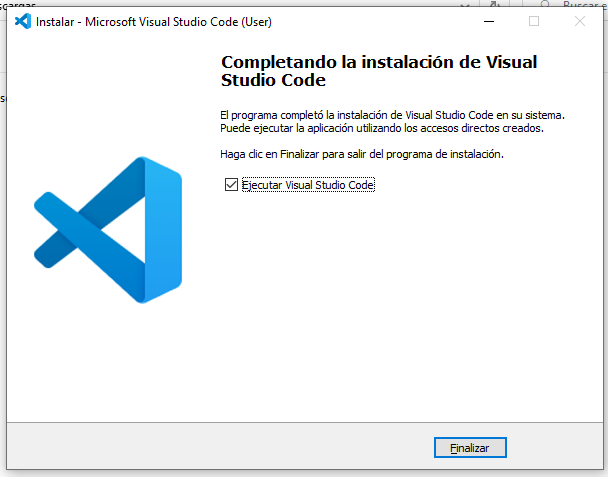 scargas
Buscar e
Instalar - Microsoft Visual Studio Code (User)
Completando la instalación de Visual
Studio Code
El programa completó la instalación de Visual Studio Code en su sistema.
Puede ejecutar la aplicación utilizando los accesos directos creados.
Haga clic en Finalizar para salir del programa de instalación.
Ejecutar Visual Studio Code
Finalizar